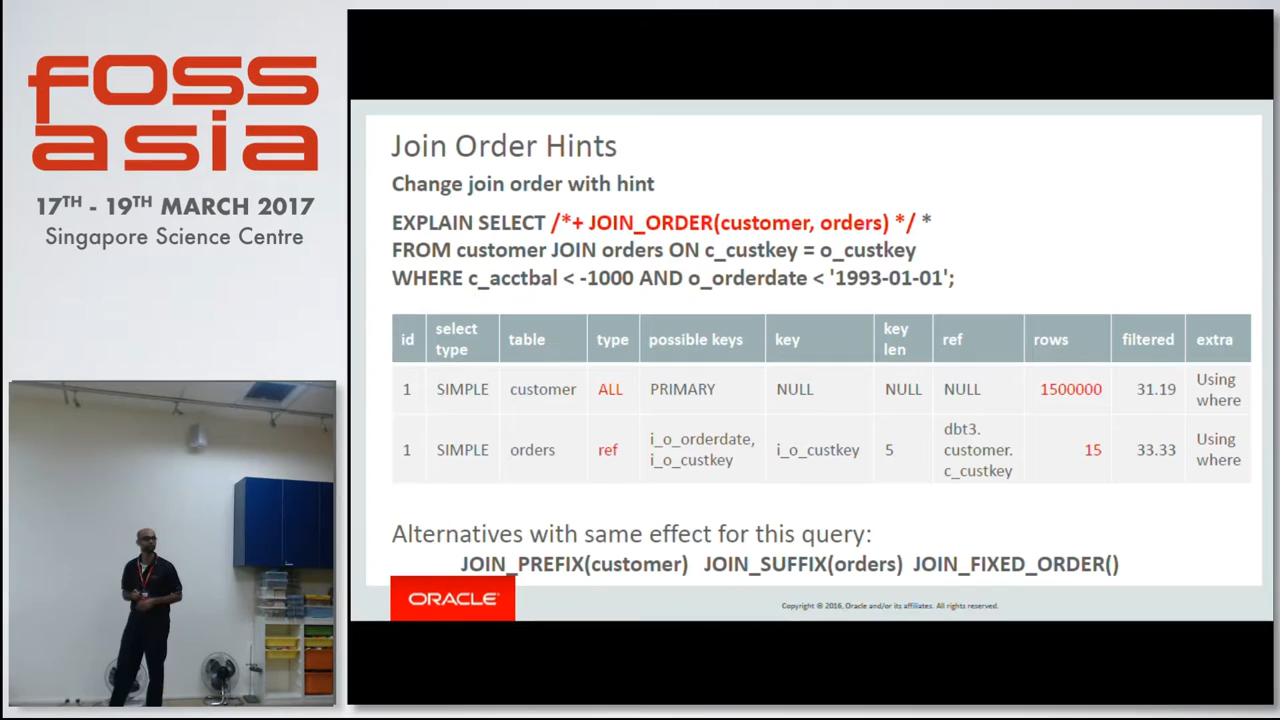 foss
asia
17TH - 19TH MARCH 2017
Singapore Science Centre
Join Order Hints
Change join order with hint
EXPLAIN SELECT /*+ JOIN_ORDER(customer, orders) */ *
FROM customer JOIN orders ON c_custkey = o_custkey
WHERE c_acctbal < -1000 AND o_orderdate < '1993-01-01';
id select type table type possible keys key key len ref rows filtered extra
1 SIMPLE customer ALL PRIMARY NULL NULL NULL 1500000 31.19 Using where
1 SIMPLE orders ref i_o_orderdate, i_o_custkey i_o_custkey 5 dbt3. customer. c_custkey 15 33.33 Using where
Alternatives with same effect for this query:
JOIN_PREFIX(customer) JOIN_SUFFIX(orders) JOIN_FIXED_ORDER()
ORACLE
Copyright © 2016, Oracle and/or its affiliates. All rights reserved.